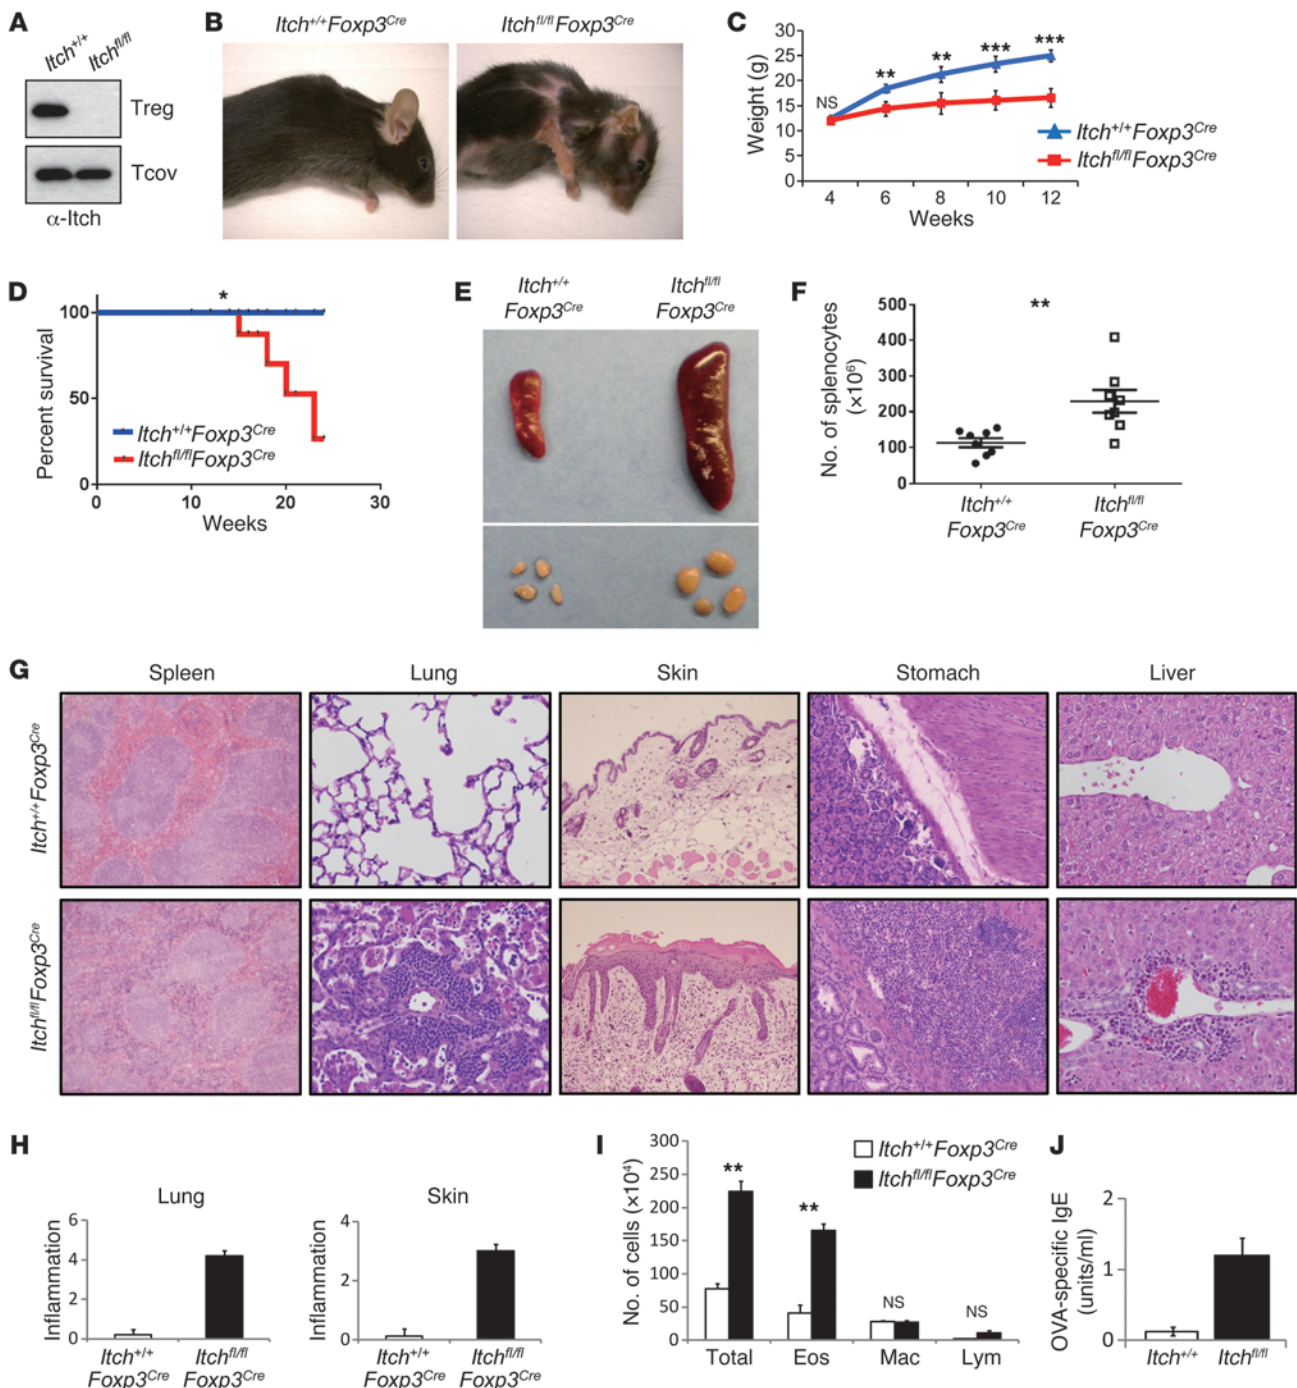 A
Itch+/+
Itchfl/fl
Treg
Tcov
α-Itch
B
Itch+/+Foxp3Cre
Itchfl/flFoxp3Cre
C
Weight (g)
30
25
20
15
10
5
0
NS
**
**
***
***
4
6
8
10
12
Weeks
Itch+/+Foxp3Cre
Itchfl/flFoxp3Cre
D
Percent survival
100
50
0
*
Itch+/+Foxp3Cre
Itchfl/flFoxp3Cre
0
10
20
30
Weeks
E
Itch+/+
Foxp3Cre
Itchfl/fl
Foxp3Cre
F
No. of splenocytes
(×10⁶)
500
400
300
200
100
0
**
Itch+/+
Foxp3Cre
Itchfl/fl
Foxp3Cre
G
Spleen
Lung
Skin
Stomach
Liver
Itch+/+Foxp3Cre
Itchfl/flFoxp3Cre
H
Lung
Inflammation
6
4
2
0
Itch+/+
Foxp3Cre
Itchfl/fl
Foxp3Cre
Skin
Inflammation
4
2
0
Itch+/+
Foxp3Cre
Itchfl/fl
Foxp3Cre
I
No. of cells (×10⁴)
300
250
200
150
100
50
0
**
**
NS
NS
Itch+/+Foxp3Cre
Itchfl/flFoxp3Cre
Total
Eos
Mac
Lym
J
OVA-specific IgE
(units/ml)
2
1
0
Itch+/+
Itchfl/fl